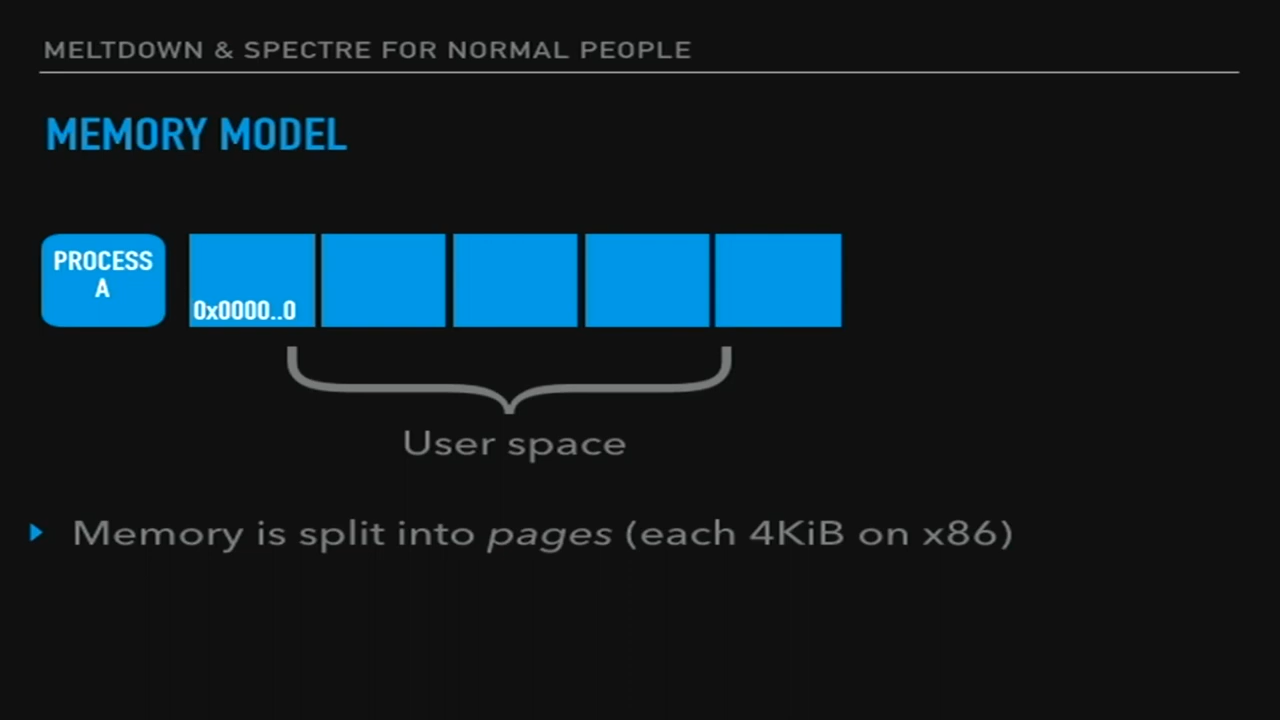 MELTDOWN & SPECTRE FOR NORMAL PEOPLE
MEMORY MODEL
PROCESS
A
0x0000..0
User space
Memory is split into pages (each 4KiB on x86)